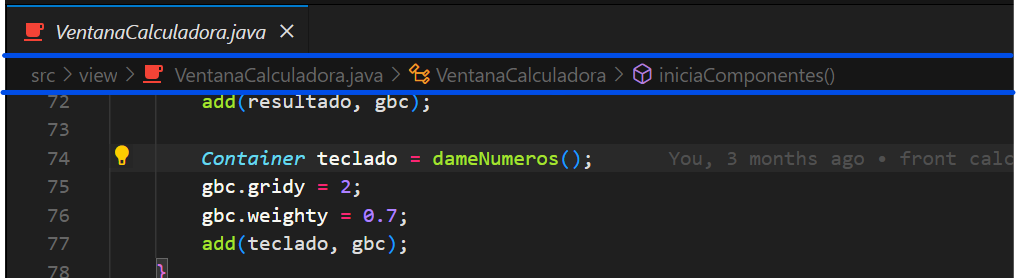 VentanaCalculadora.java ×
src > view > VentanaCalculadora.java > VentanaCalculadora > iniciaComponentes()
72 add(resultado, gbc);
73
74 Container teclado = dameNumeros(); You, 3 months ago • front calc
75 gbc.gridy = 2;
76 gbc.weighty = 0.7;
77 add(teclado, gbc);
78 }